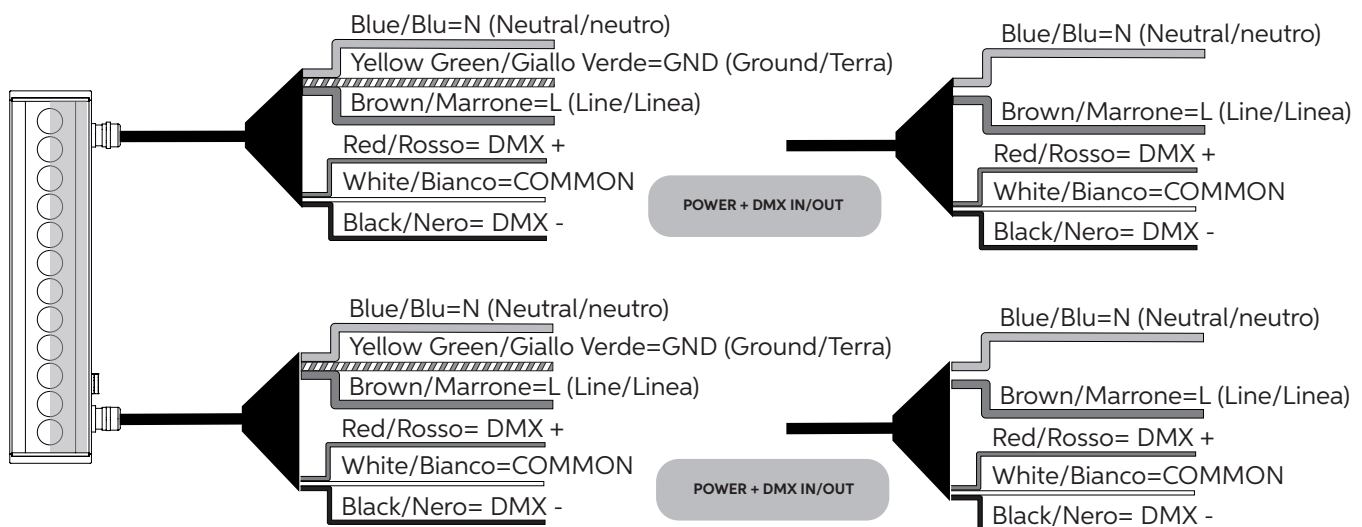 Blue/Blu=N (Neutral/neutro)
Yellow Green/Giallo Verde=GND (Ground/Terra)
Brown/Marrone=L (Line/Linea)
Red/Rosso= DMX +
White/Bianco=COMMON
Black/Nero= DMX -
POWER + DMX IN/OUT
Blue/Blu=N (Neutral/neutro)
Brown/Marrone=L (Line/Linea)
Red/Rosso= DMX +
White/Bianco=COMMON
Black/Nero= DMX -
Blue/Blu=N (Neutral/neutro)
Yellow Green/Giallo Verde=GND (Ground/Terra)
Brown/Marrone=L (Line/Linea)
Red/Rosso= DMX +
White/Bianco=COMMON
Black/Nero= DMX -
POWER + DMX IN/OUT
Blue/Blu=N (Neutral/neutro)
Brown/Marrone=L (Line/Linea)
Red/Rosso= DMX +
White/Bianco=COMMON
Black/Nero= DMX -